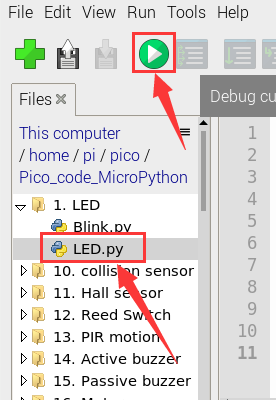 File Edit View Run Tools Help
Debug cu
Files
This computer
/ home / pi / pico /
Pico_code_MicroPython
1. LED
Blink.py
LED.py
10. collision sensor
11. Hall sensor
12. Reed Switch
13. PIR motion
14. Active buzzer
15. Passive buzzer
1
2
3
4
5
6
7
8
9
10
11